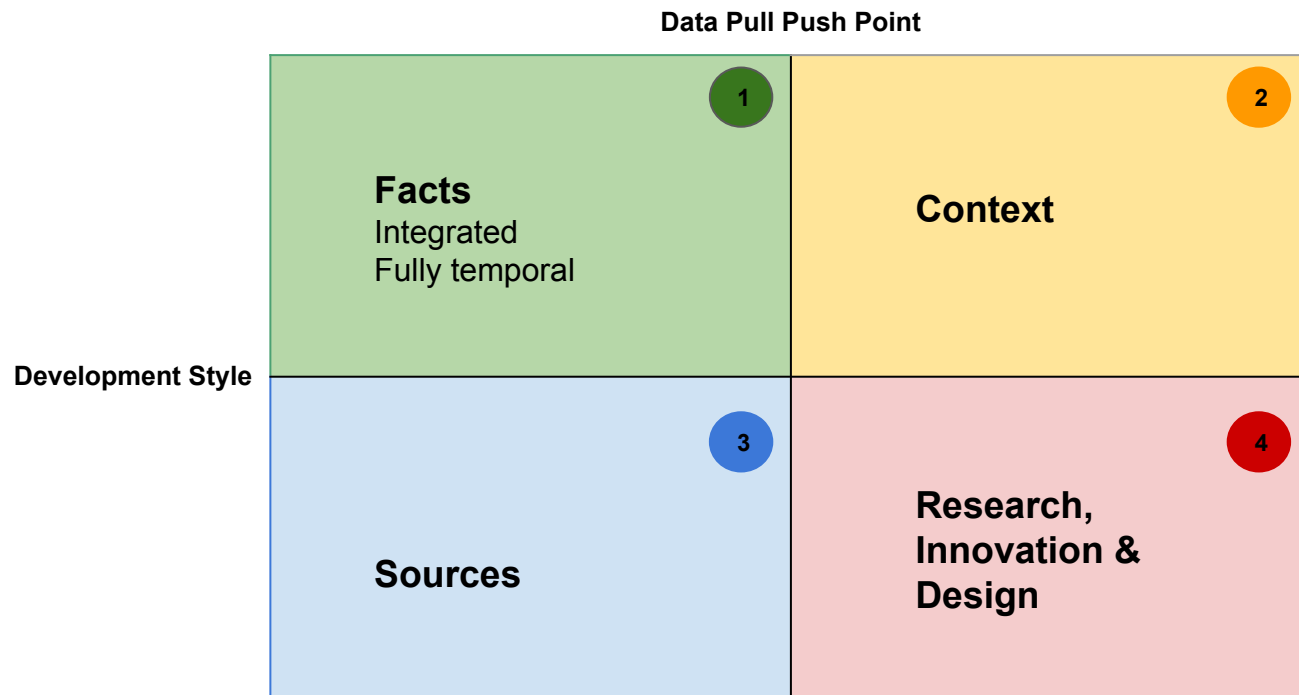 Data Pull Push Point
1
2
Facts
Integrated
Fully temporal
Context
Development Style
3
4
Sources
Research,
Innovation &
Design